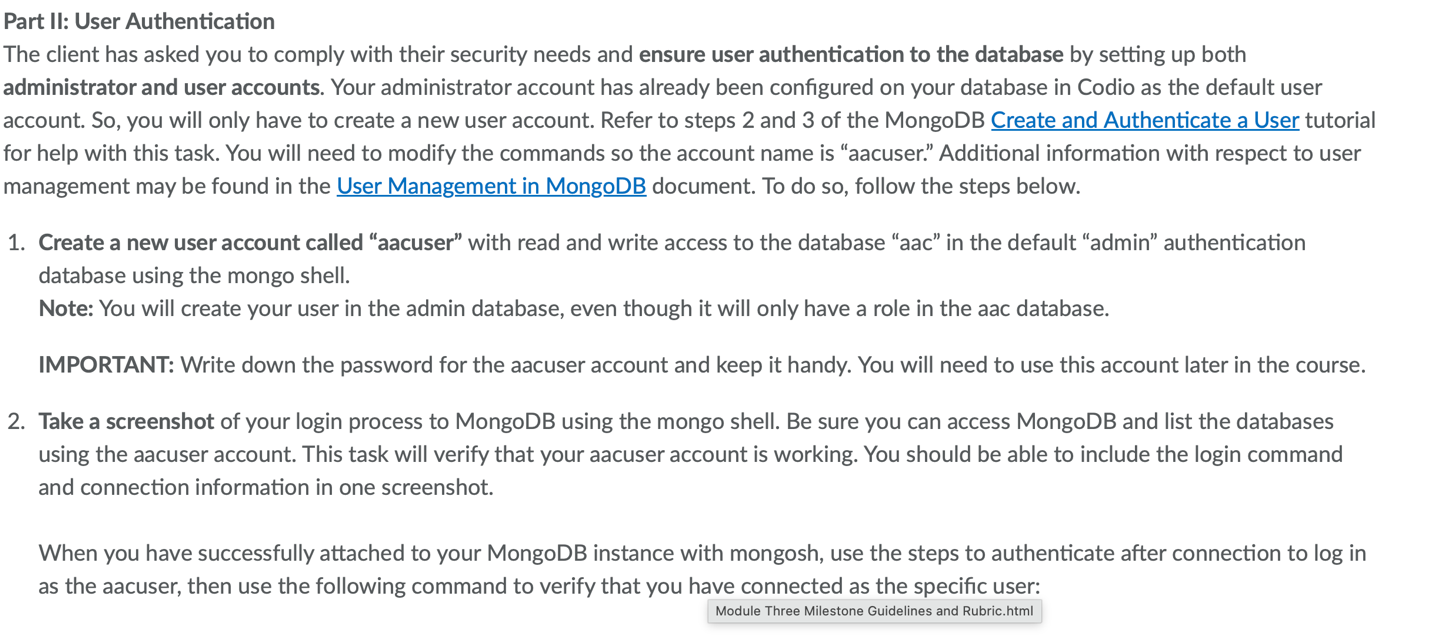 Part II: User Authentication
The client has asked you to comply with their security needs and ensure user authentication to the database by setting up both
administrator and user accounts. Your administrator account has already been configured on your database in Codio as the default user
account. So, you will only have to create a new user account. Refer to steps 2 and 3 of the MongoDB Create and Authenticate a User tutorial
for help with this task. You will need to modify the commands so the account name is “aacuser.” Additional information with respect to user
management may be found in the User Management in MongoDB document. To do so, follow the steps below.
1. Create a new user account called “aacuser” with read and write access to the database “aac” in the default “admin” authentication
database using the mongo shell.
Note: You will create your user in the admin database, even though it will only have a role in the aac database.
IMPORTANT: Write down the password for the aacuser account and keep it handy. You will need to use this account later in the course.
2. Take a screenshot of your login process to MongoDB using the mongo shell. Be sure you can access MongoDB and list the databases
using the aacuser account. This task will verify that your aacuser account is working. You should be able to include the login command
and connection information in one screenshot.
When you have successfully attached to your MongoDB instance with mongosh, use the steps to authenticate after connection to log in
as the aacuser, then use the following command to verify that you have connected as the specific user:
Module Three Milestone Guidelines and Rubric.html